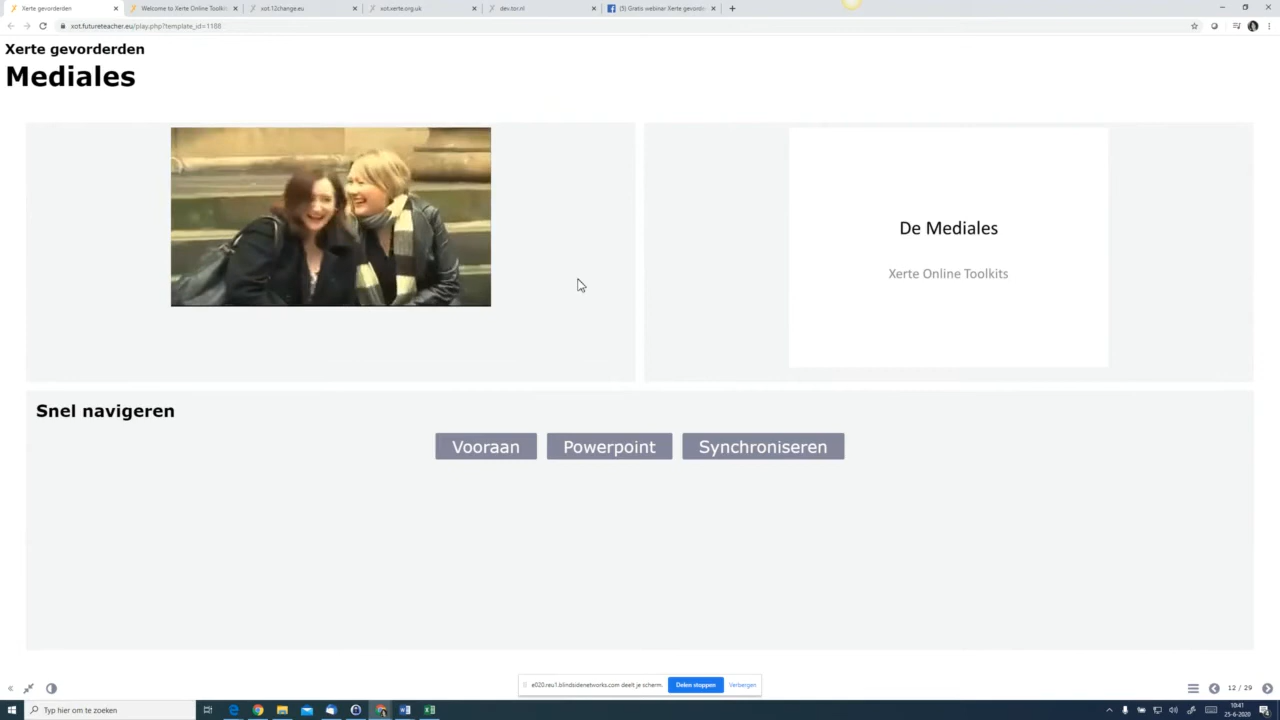 Xerte gevorderden
Welcome to Xerte Online Toolki
xot.12change.eu
xot.xerte.org.uk
dev.tor.nl
(5) Gratis webinar Xerte gevord
xot.futureteacher.eu/play.php?template_id=1188
Xerte gevorderden
Mediales
De Mediales
Xerte Online Toolkits
Snel navigeren
Vooraan
Powerpoint
Synchroniseren
e020.reu1.blindsidenetworks.com deelt je scherm.
Delen stoppen
Verbergen
12 / 29
Typ hier om te zoeken
10:41
25-6-2020